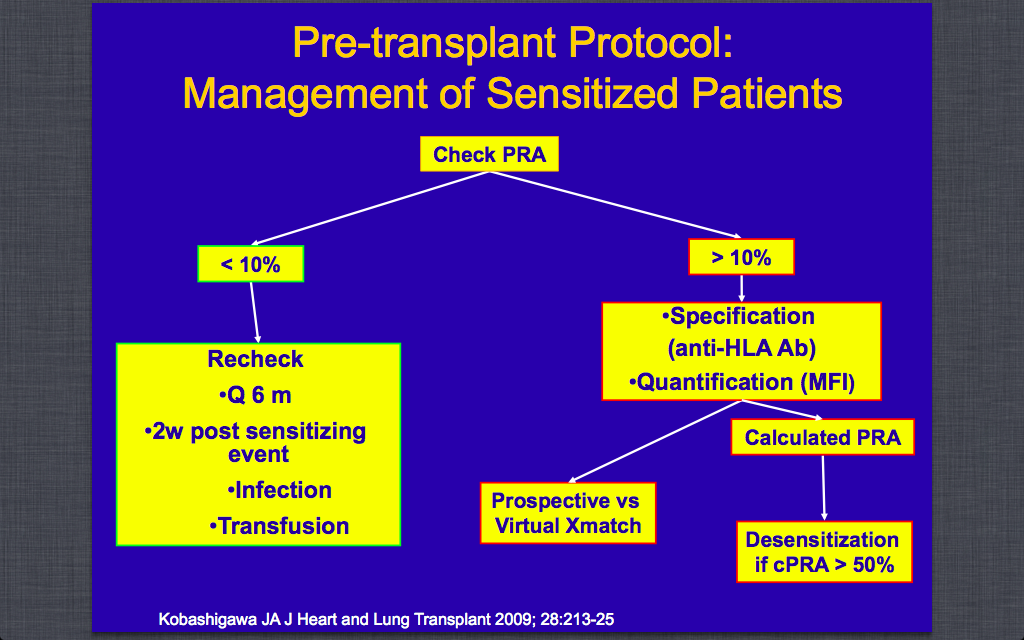 Pre-transplant Protocol:
Management of Sensitized Patients
Check PRA
< 10%
> 10%
Recheck
•Q 6 m
•2w post sensitizing
event
•Infection
•Transfusion
•Specification
(anti-HLA Ab)
•Quantification (MFI)
Calculated PRA
Prospective vs
Virtual Xmatch
Desensitization
if cPRA > 50%
Kobashigawa JA J Heart and Lung Transplant 2009; 28:213-25